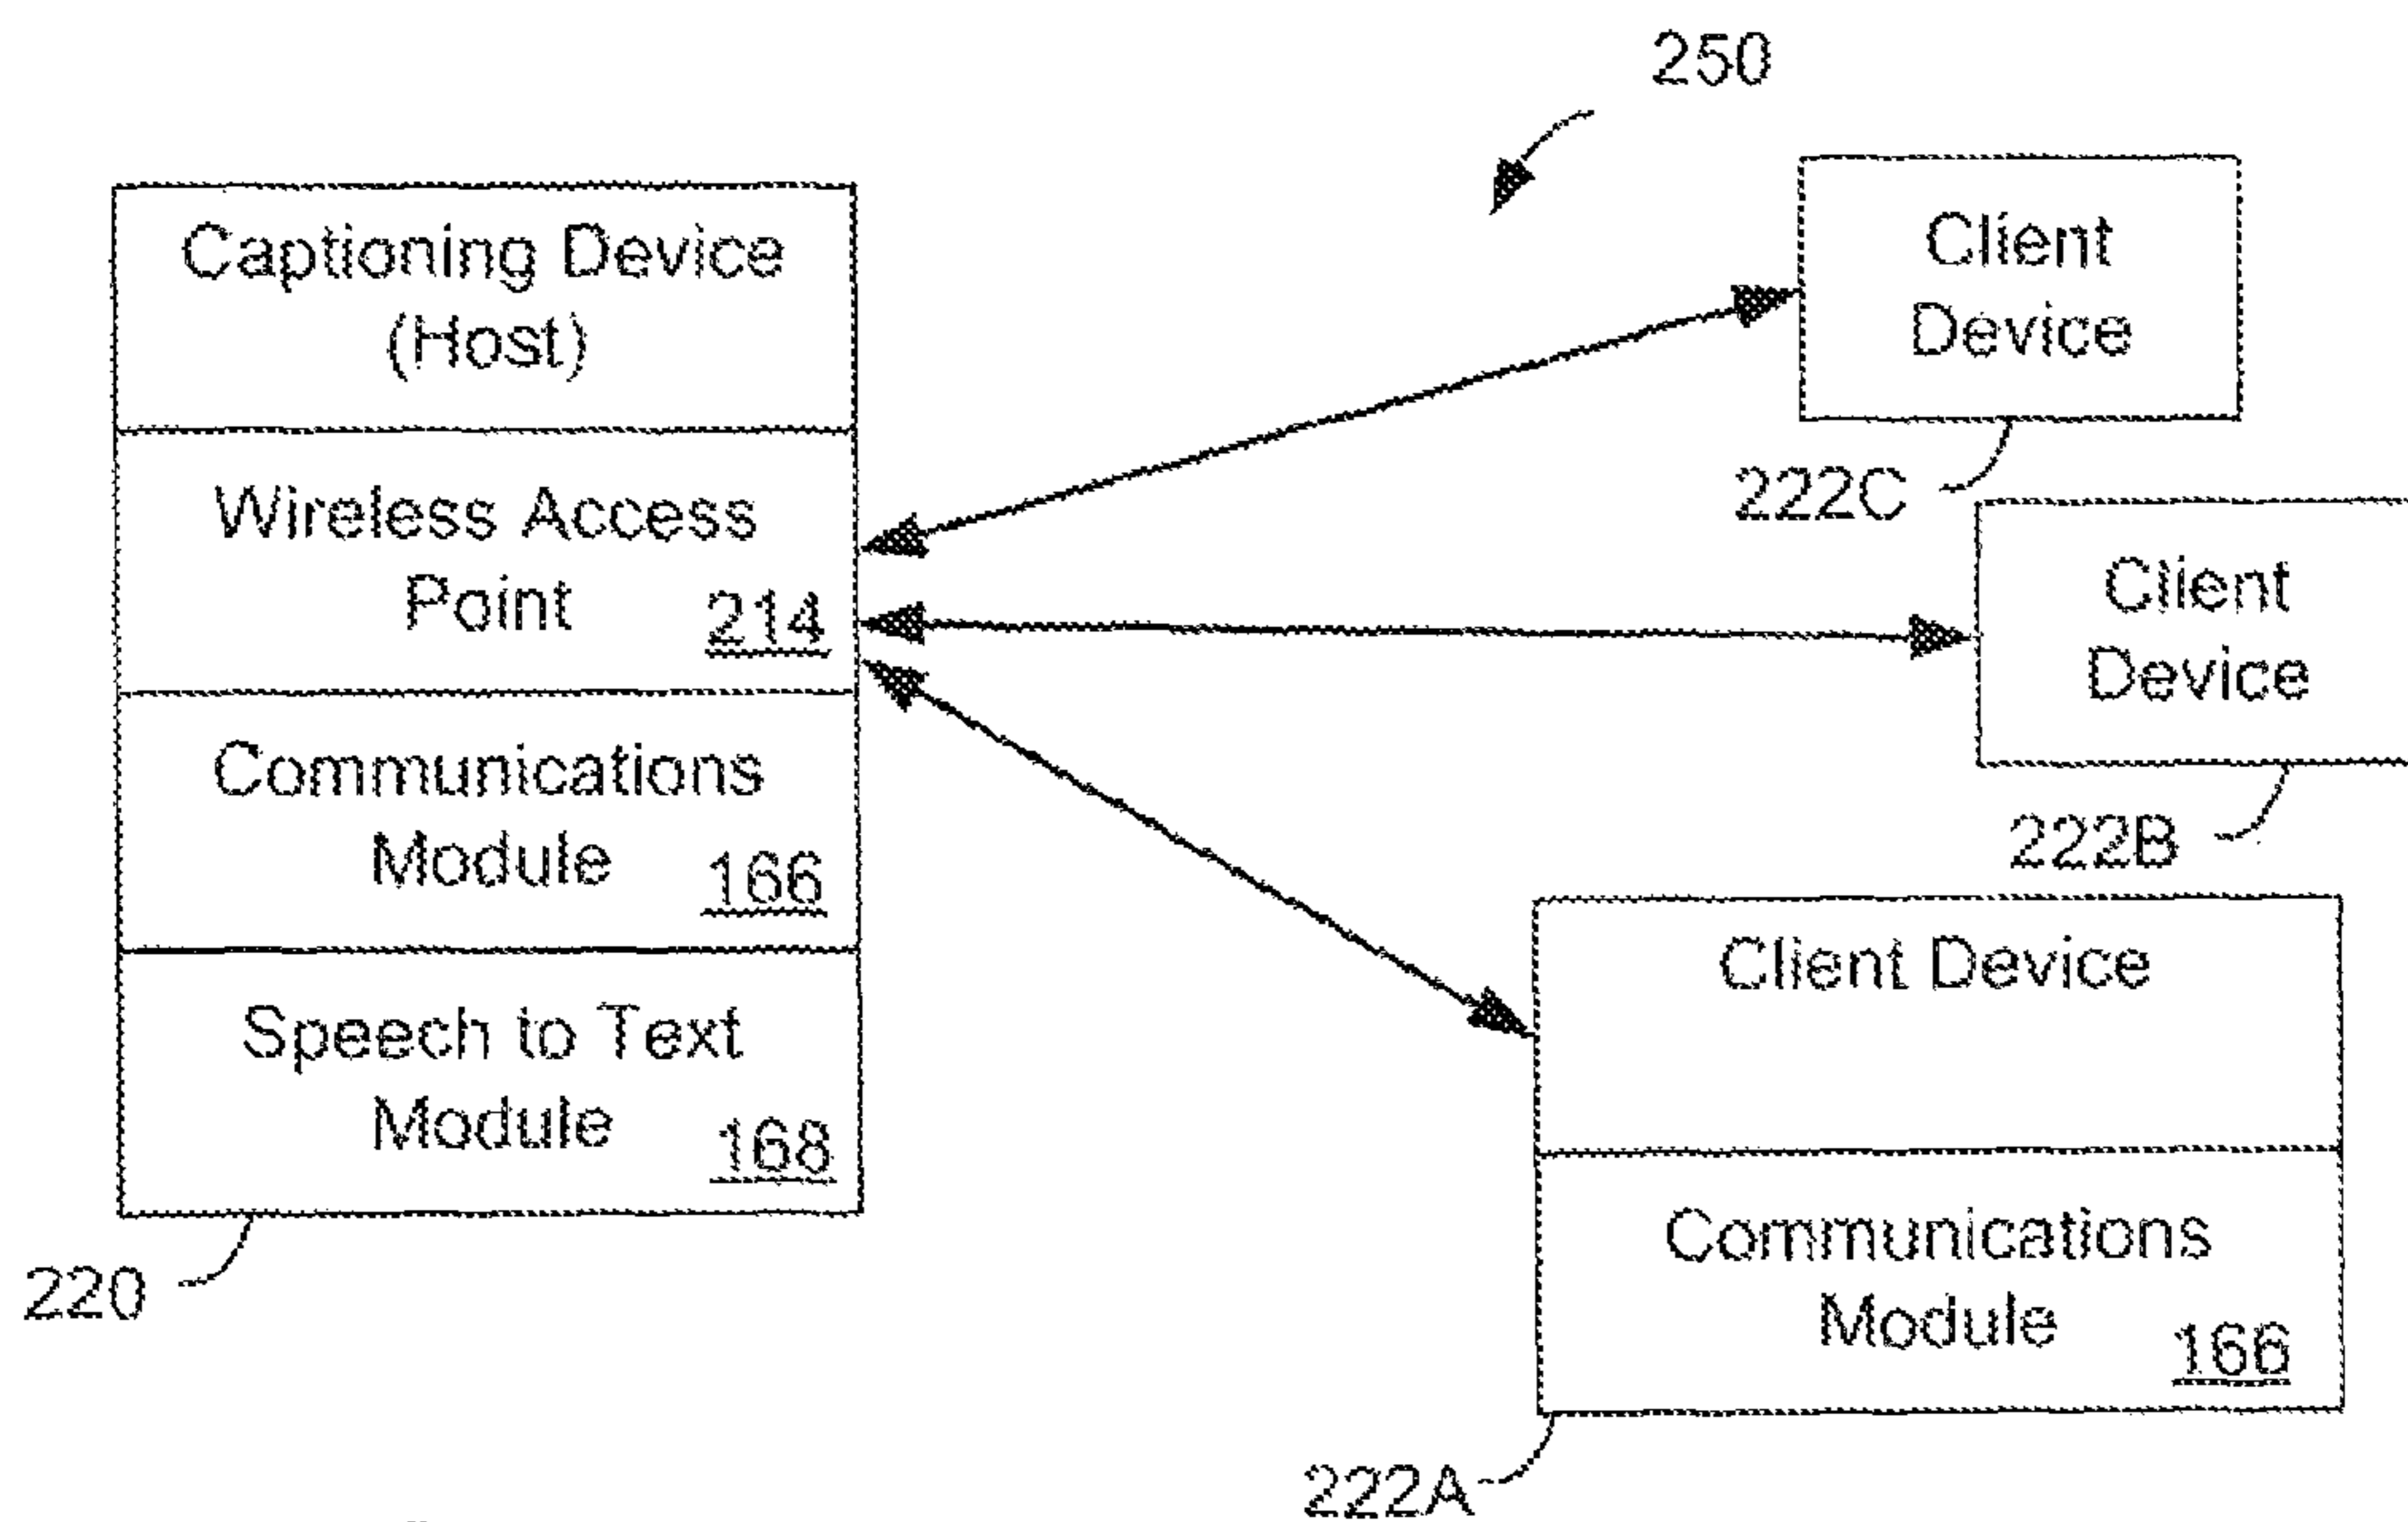 250
Captioning Device
(Host)
Wireless Access
Point 214
Communications
Module 166
Speech to Text
Module 168
220
Client
Device
222C
Client
Device
222B
Client Device
Communications
Module 166
222A